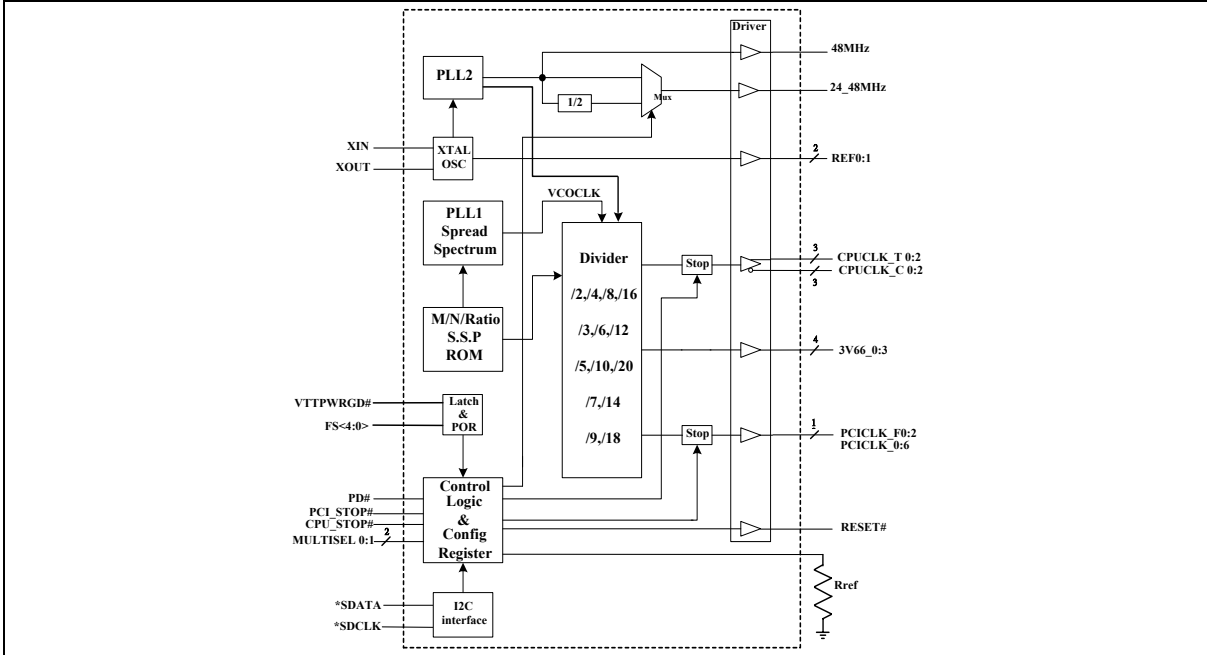 Driver
48MHz
PLL2
24_48MHz
Mux
1/2
XIN
XTAL
OSC
XOUT
2
REF0:1
VCOCLK
PLL1
Spread
Spectrum
Divider
/2,/4,/8,/16
/3,/6,/12
/5,/10,/20
/7,/14
/9,/18
Stop
3
CPUCLK_T 0:2
CPUCLK_C 0:2
3
M/N/Ratio
S.S.P
ROM
4
3V66_0:3
VTTPWRGD#
FS<4:0>
Latch
&
POR
Stop
1
PCICLK_F0:2
PCICLK_0:6
PD#
PCI_STOP#
CPU_STOP#
MULTISEL 0:1
2
Control
Logic
&
Config
Register
RESET#
Rref
*SDATA
*SDCLK
I2C
interface